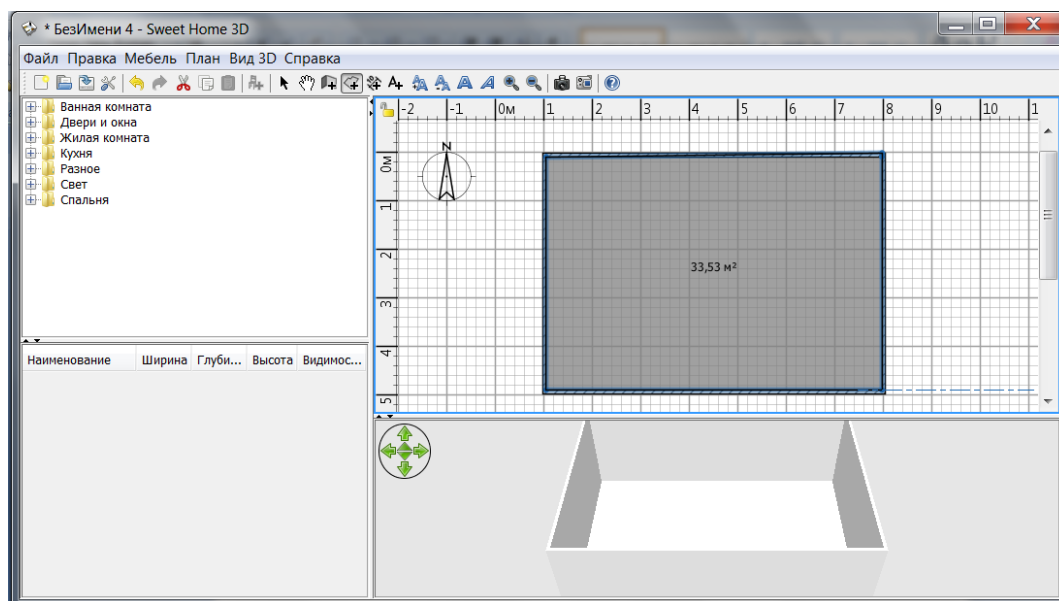 * БезИмени 4 - Sweet Home 3D
Файл Правка Мебель План Вид 3D Справка
Ванная комната
Двери и окна
Жилая комната
Кухня
Разное
Свет
Спальня
-2 -1 0м 1 2 3 4 5 6 7 8 9 10 1
0м
1
2
3
4
5
N
33,53 м²
Наименование Ширина Глуби... Высота Видимос...